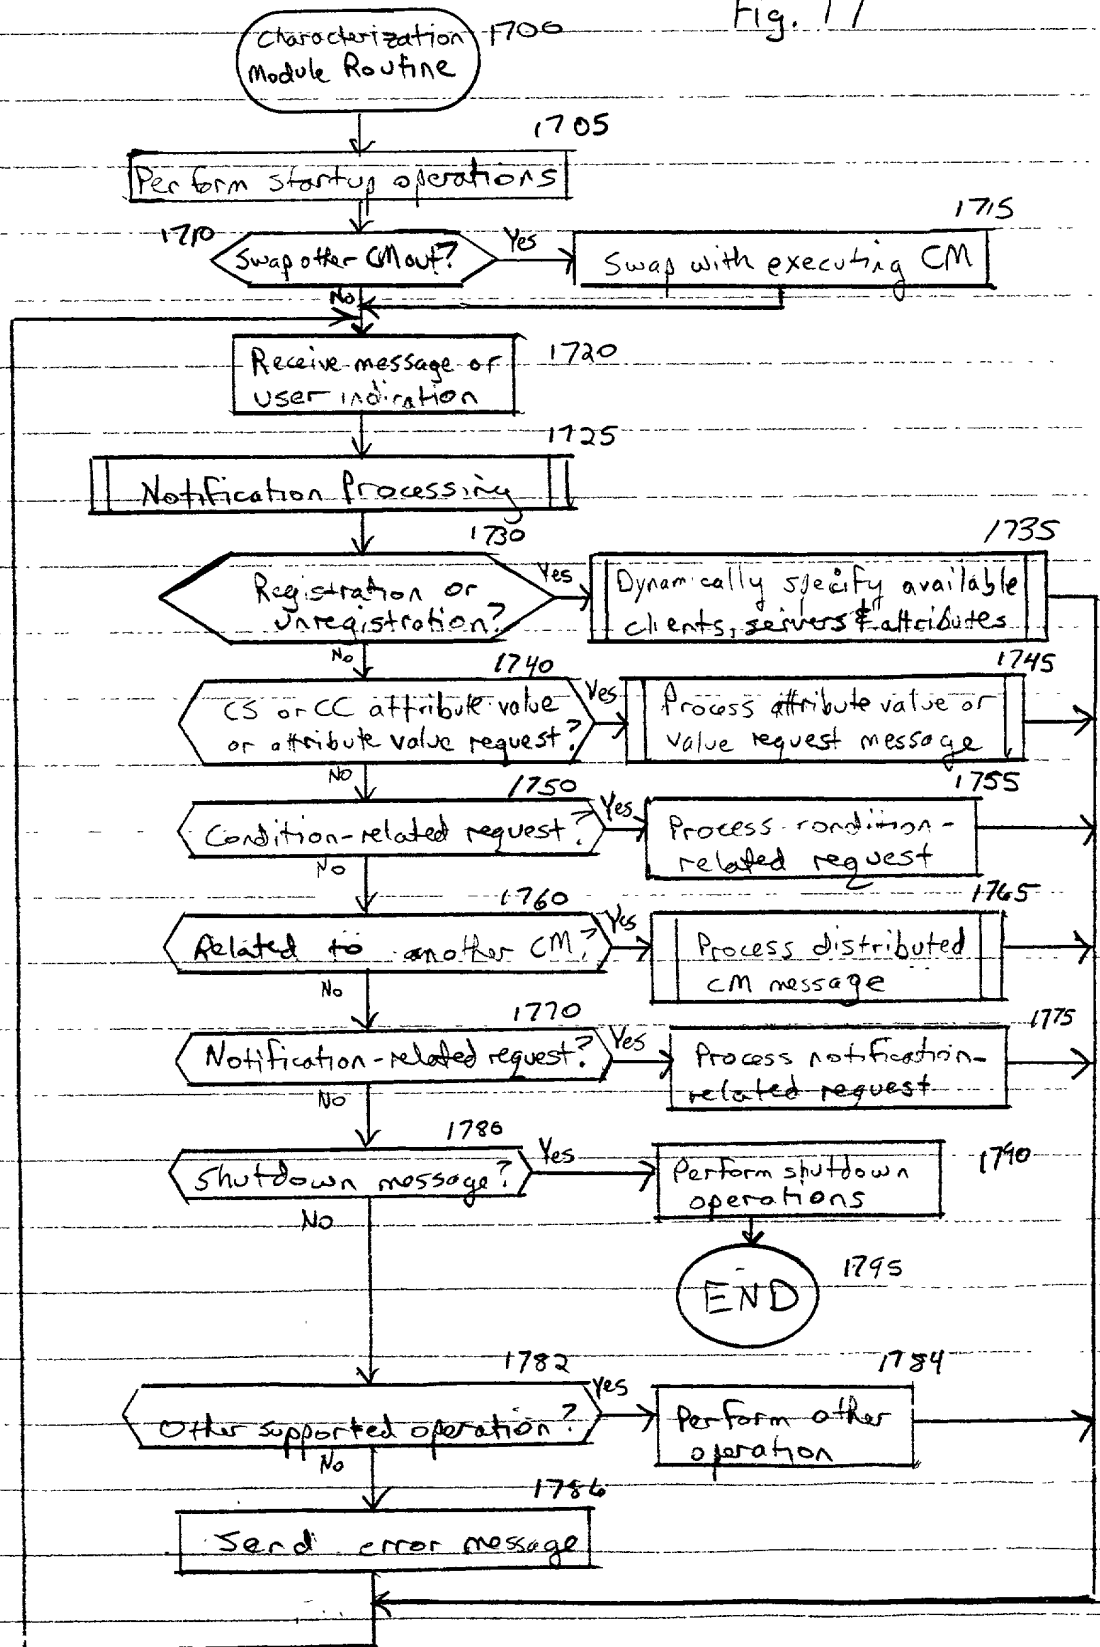 Fig. 17
Characterization
Module Routine
1700
1705
Perform startup operations
1710
Swap other CM out?
Yes
1715
Swap with executing CM
No
Receive message or
user indication
1720
1725
Notification Processing
1730
Registration or
unregistration?
Yes
1735
Dynamically specify available
clients, servers & attributes
No
1740
CS or CC attribute value
or attribute value request?
Yes
1745
Process attribute value or
value request message
No
1750
Condition-related request?
Yes
1755
Process condition-
related request
No
1760
Related to another CM?
Yes
1765
Process distributed
CM message
No
1770
Notification-related request?
Yes
1775
Process notification-
related request
No
1780
Shutdown message?
Yes
1790
Perform shutdown
operations
No
END
1795
1782
Other supported operation?
Yes
1784
Perform other
operation
No
1786
Send error message